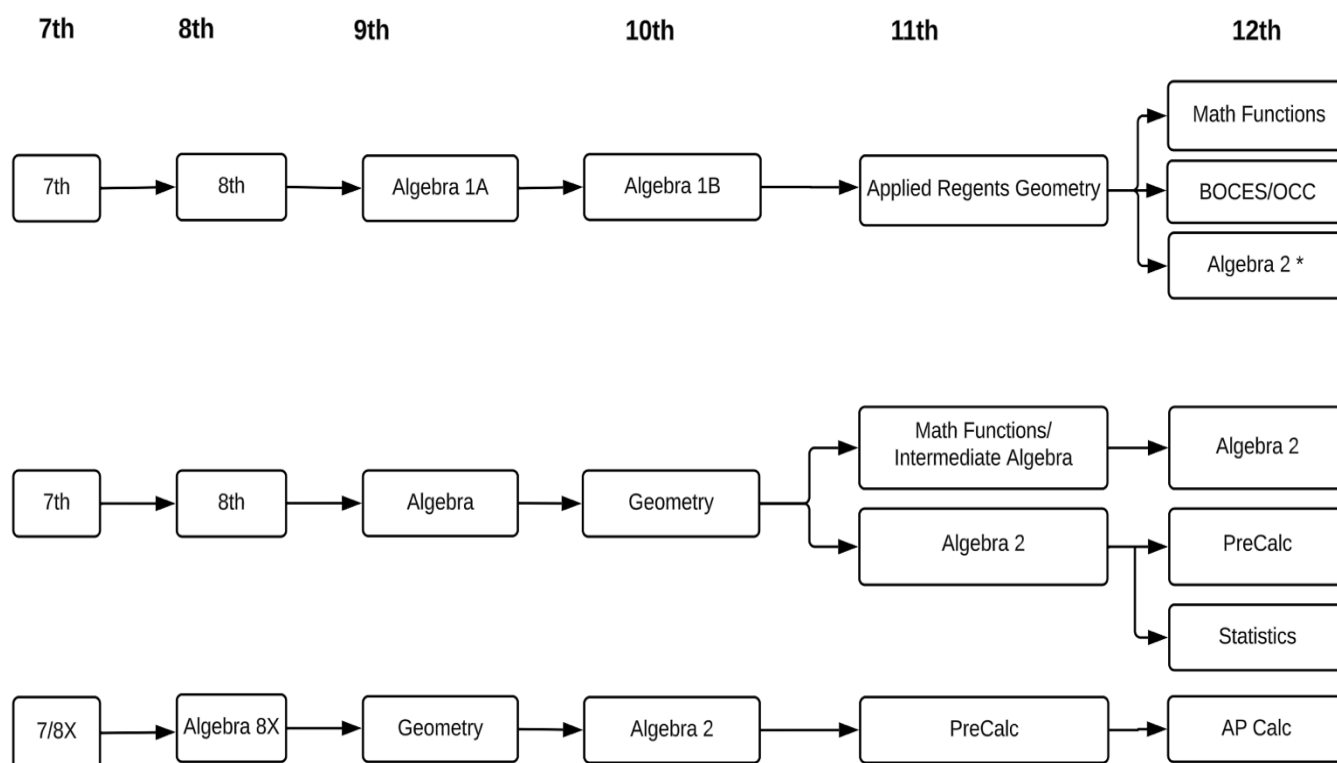 7th 8th 9th 10th 11th 12th
Math Functions
7th 8th Algebra 1A Algebra 1B Applied Regents Geometry BOCES/OCC
Algebra 2 *
Math Functions/
Intermediate Algebra
Algebra 2
7th 8th Algebra Geometry
Algebra 2 PreCalc
Statistics
7/8X Algebra 8X Geometry Algebra 2 PreCalc AP Calc